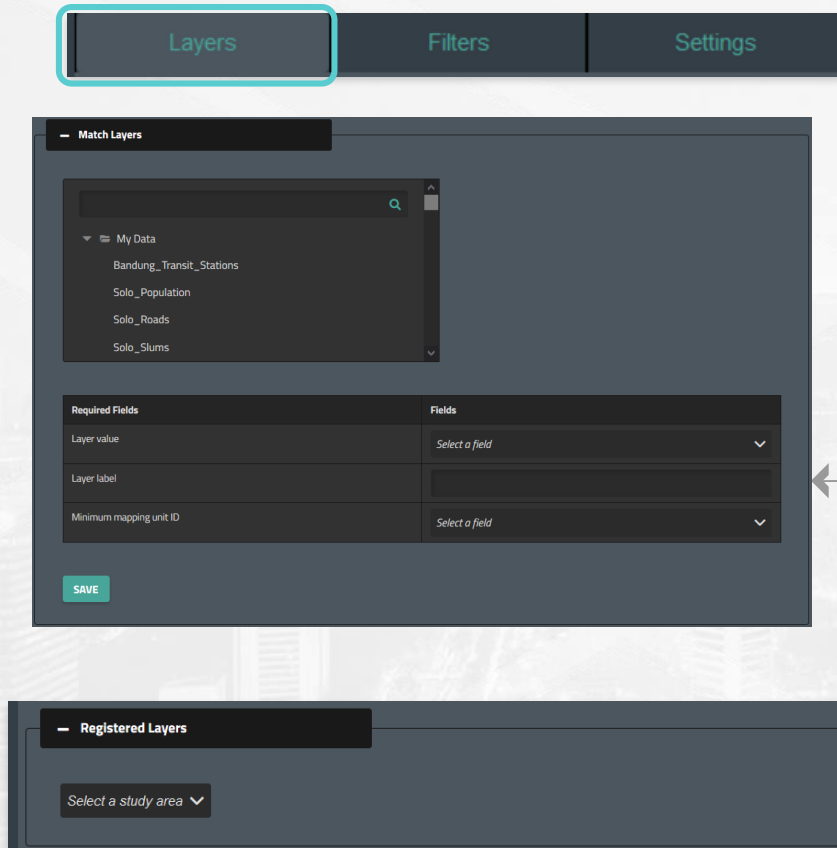 Layers Filters Settings
Match Layers
My Data
Bandung_Transit_Stations
Solo_Population
Solo_Roads
Solo_Slums
Required Fields Fields
Layer value Select a field
Layer label
Minimum mapping unit ID Select a field
SAVE
Registered Layers
Select a study area